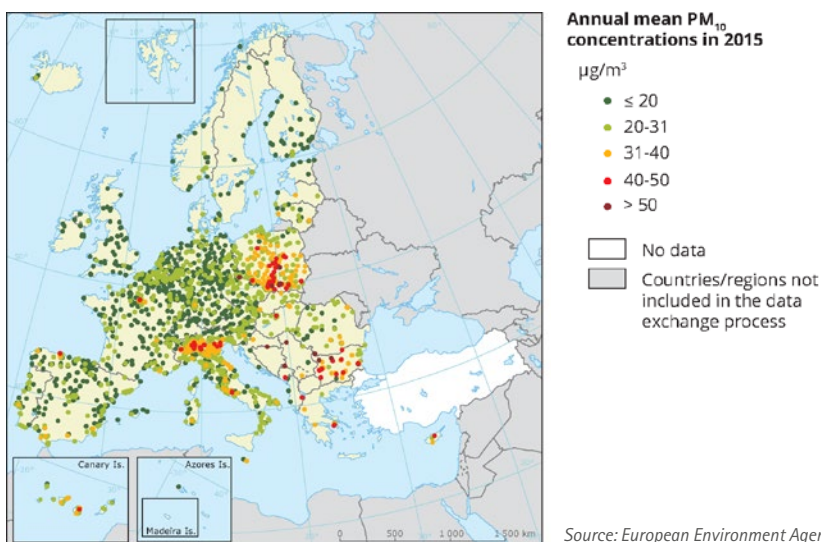 Annual mean PM10
concentrations in 2015
µg/m³
≤ 20
20-31
31-40
40-50
> 50
No data
Countries/regions not
included in the data
exchange process
Canary Is.
Azores Is.
Madeira Is.
0 500 1 000 1 500 km
Source: European Environment Agen